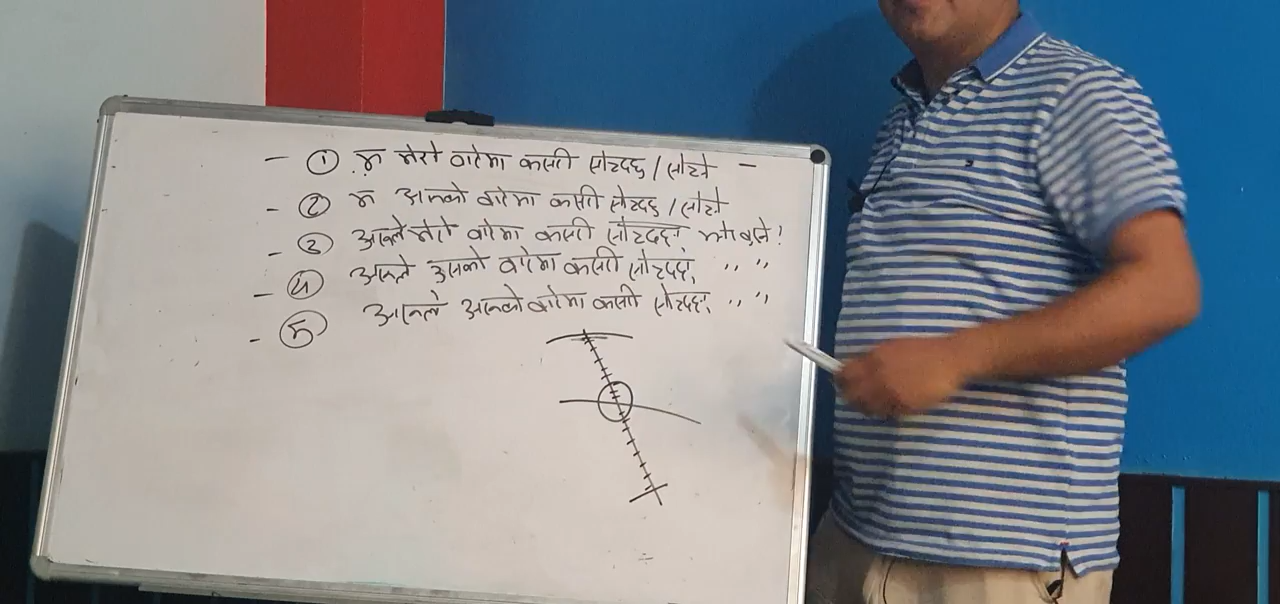 - ① म मेरो बारेमा कसरी सोच्दछु / सोचेँ -
- ② म अरूको बारेमा कसरी सोच्दछु / सोचेँ
- ③ अरूले मेरो बारेमा कसरी सोच्दछन् भनी बुझे!
- ④ अरूले उसको बारेमा कसरी सोच्दछन् ,, ,,
- ⑤ अरूले अरूको बारेमा कसरी सोच्दछन् ,, ,,